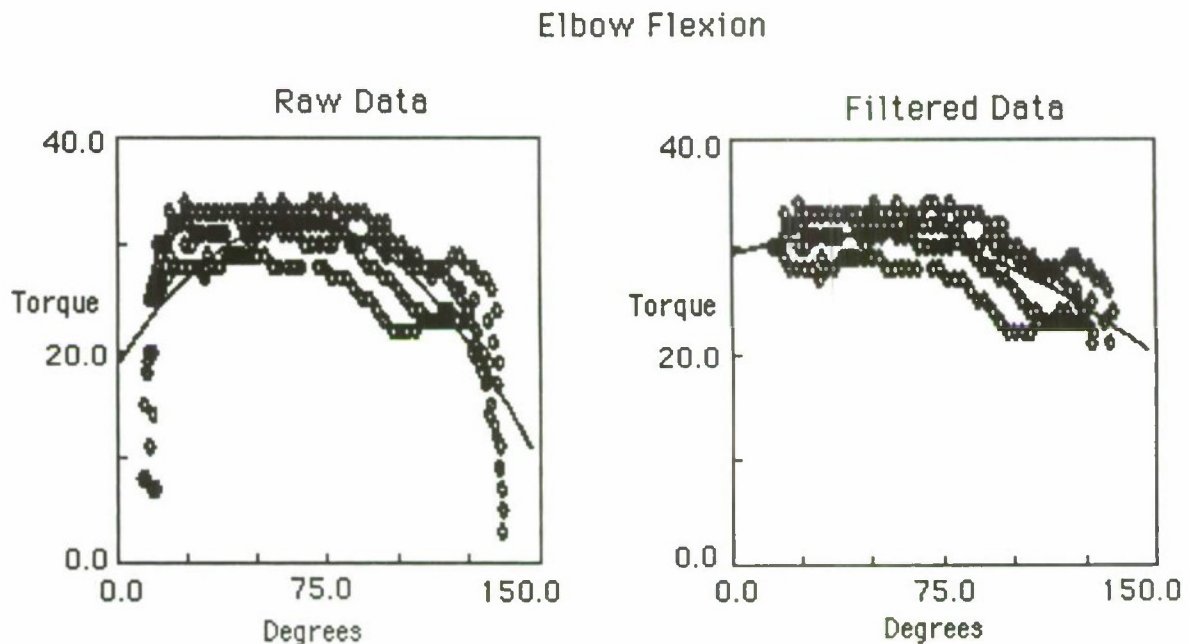 Elbow Flexion
Raw Data
40.0
Torque
20.0
0.0
0.0 75.0 150.0
Degrees
Filtered Data
40.0
Torque
20.0
0.0
0.0 75.0 150.0
Degrees